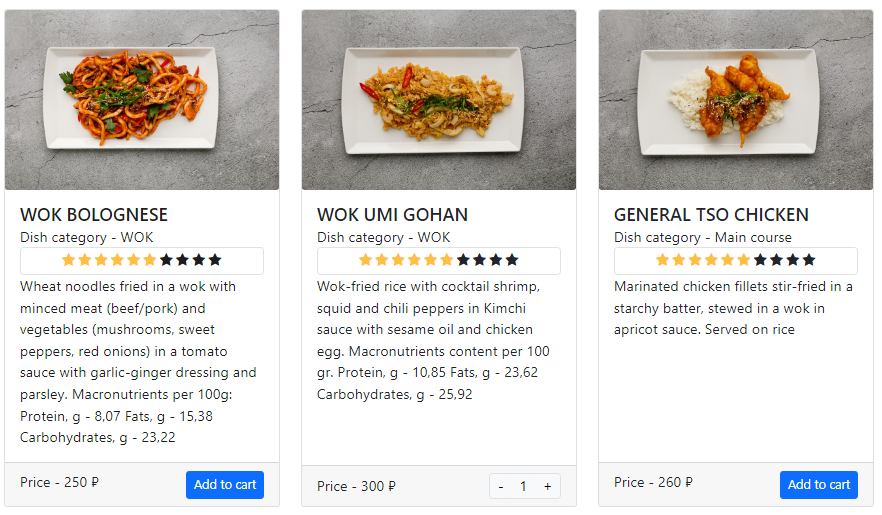 WOK BOLOGNESE
Dish category - WOK
Wheat noodles fried in a wok with
minced meat (beef/pork) and
vegetables (mushrooms, sweet
peppers, red onions) in a tomato
sauce with garlic-ginger dressing and
parsley. Macronutrients per 100g:
Protein, g - 8,07 Fats, g - 15,38
Carbohydrates, g - 23,22
Price - 250 ₽
Add to cart
WOK UMI GOHAN
Dish category - WOK
Wok-fried rice with cocktail shrimp,
squid and chili peppers in Kimchi
sauce with sesame oil and chicken
egg. Macronutrients content per 100
gr. Protein, g - 10,85 Fats, g - 23,62
Carbohydrates, g - 25,92
Price - 300 ₽
- 1 +
GENERAL TSO CHICKEN
Dish category - Main course
Marinated chicken fillets stir-fried in a
starchy batter, stewed in a wok in
apricot sauce. Served on rice
Price - 260 ₽
Add to cart